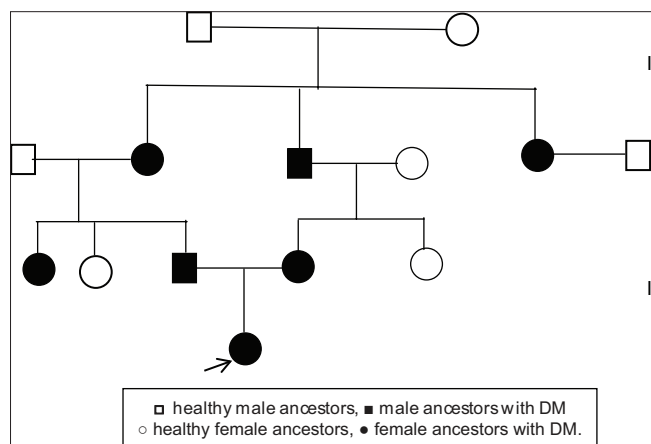 I
I
healthy male ancestors, male ancestors with DM
healthy female ancestors, female ancestors with DM.